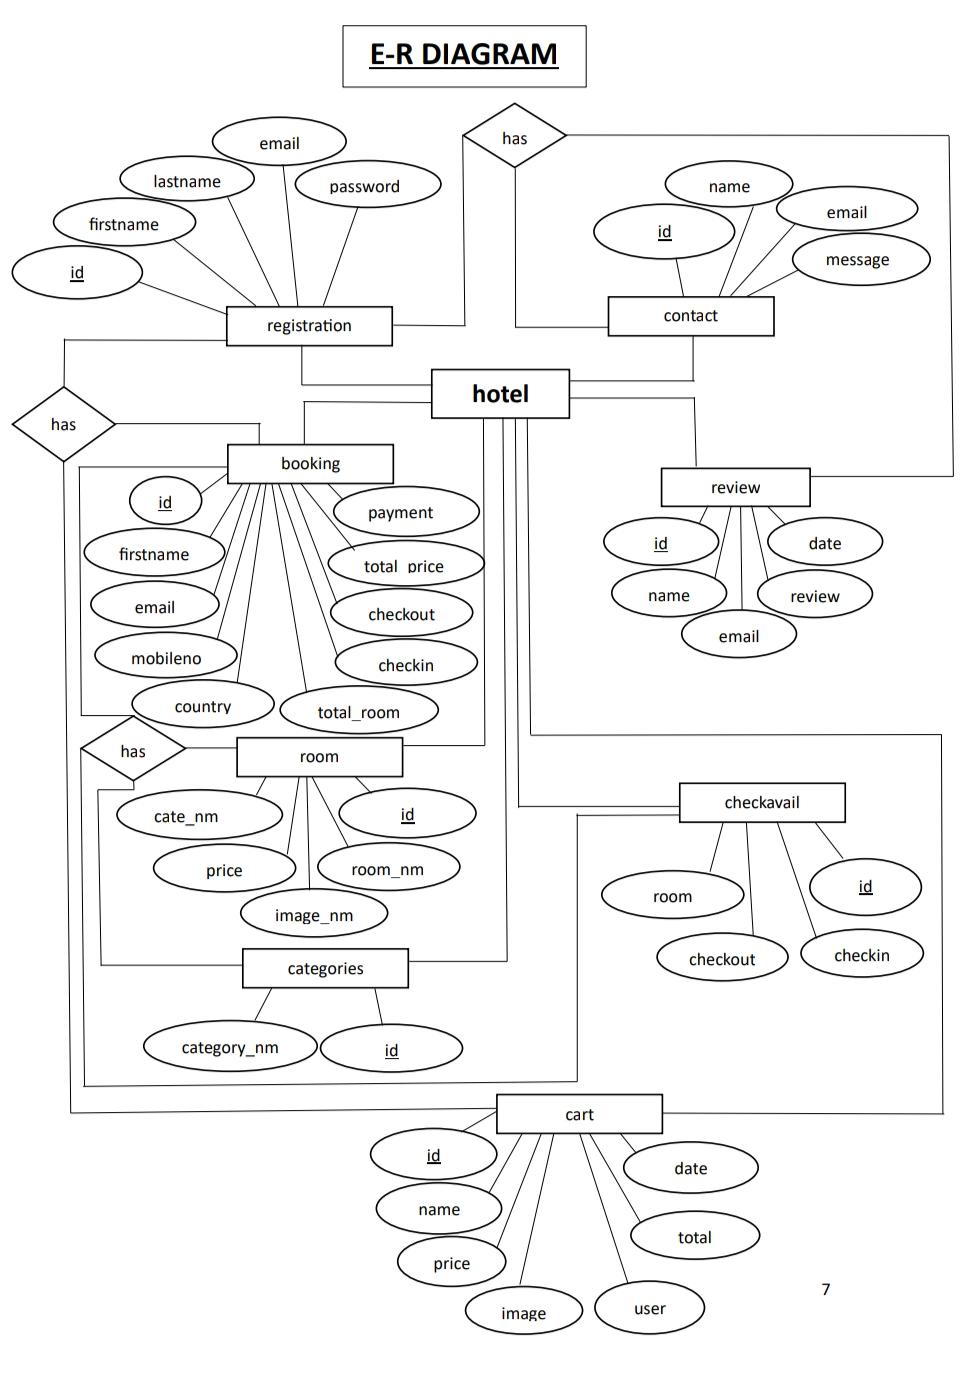 E-R DIAGRAM
has
email
lastname
password
firstname
id
name
id
email
message
registration
contact
hotel
has
booking
id
firstname
email
mobileno
country
payment
total_price
checkout
checkin
total_room
review
id
date
name
review
email
has
room
cate_nm
id
price
room_nm
image_nm
checkavail
room
id
checkout
checkin
categories
category_nm
id
cart
id
date
name
total
price
image
user
7